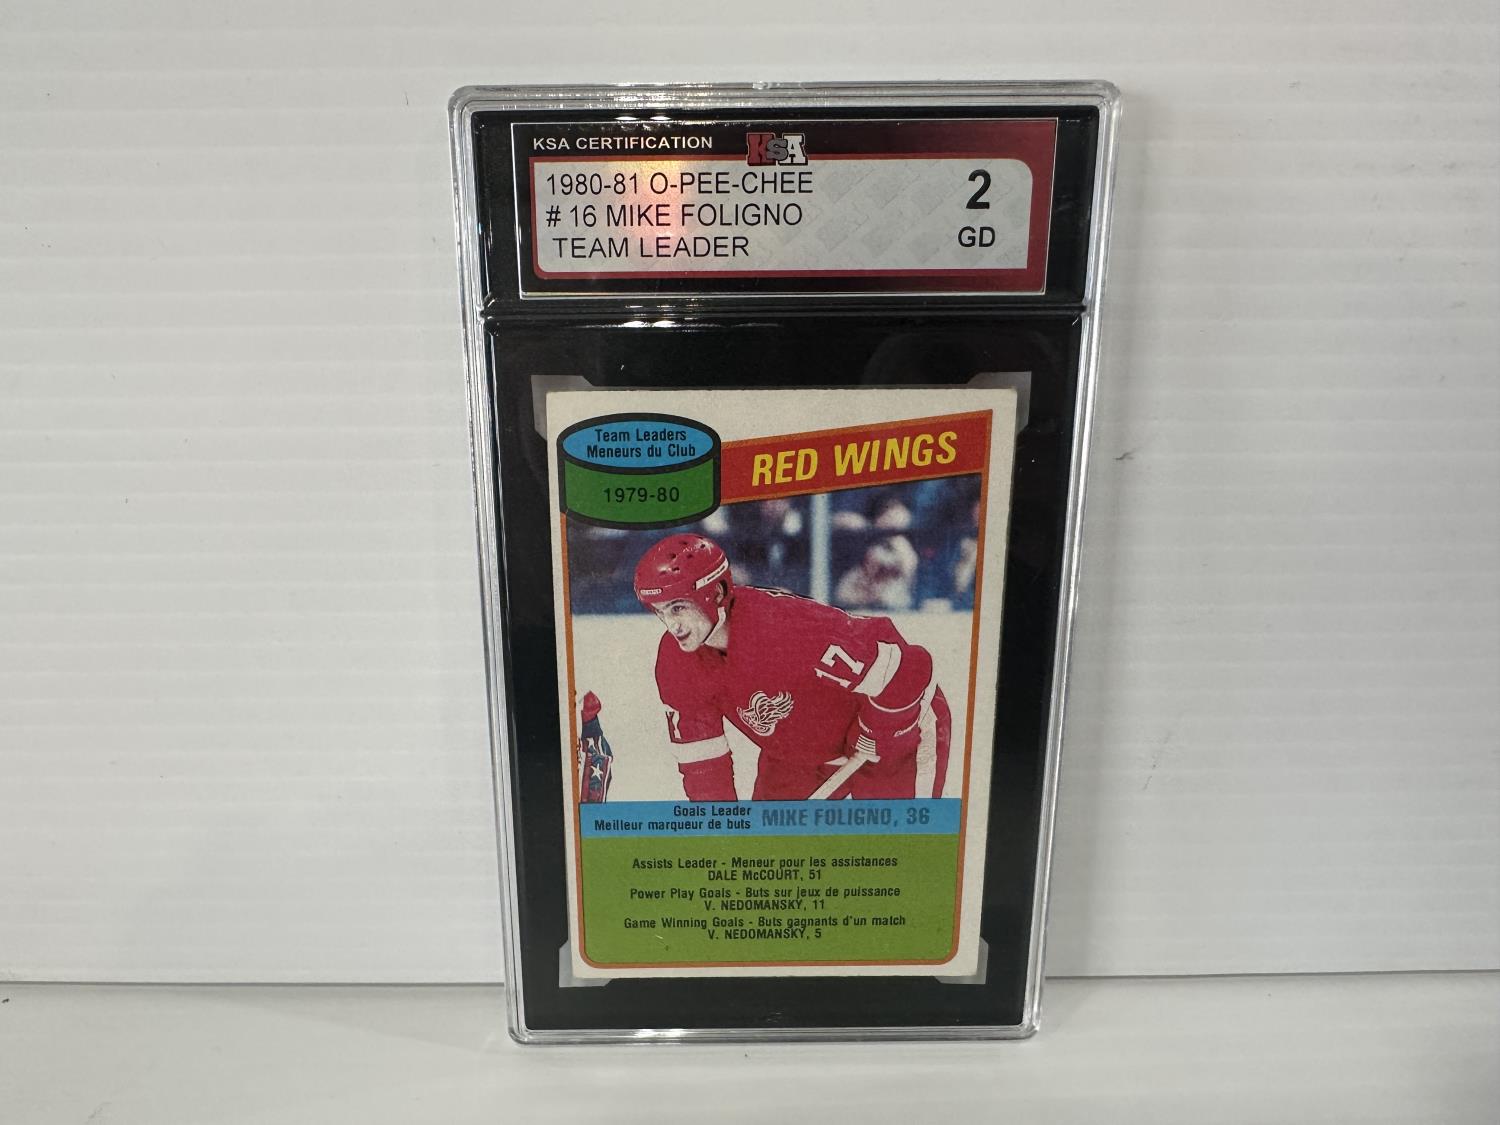 KSA CERTIFICATION KSA
1980-81 O-PEE-CHEE
# 16 MIKE FOLIGNO
TEAM LEADER
2
GD
Team Leaders
Meneurs du Club
1979-80
RED WINGS
17
17
Goals Leader
Meilleur marqueur de buts
MIKE FOLIGNO, 36
Assists Leader - Meneur pour les assistances
DALE McCOURT, 51
Power Play Goals - Buts sur jeux de puissance
V. NEDOMANSKY, 11
Game Winning Goals - Buts gagnants d'un match
V. NEDOMANSKY, 5